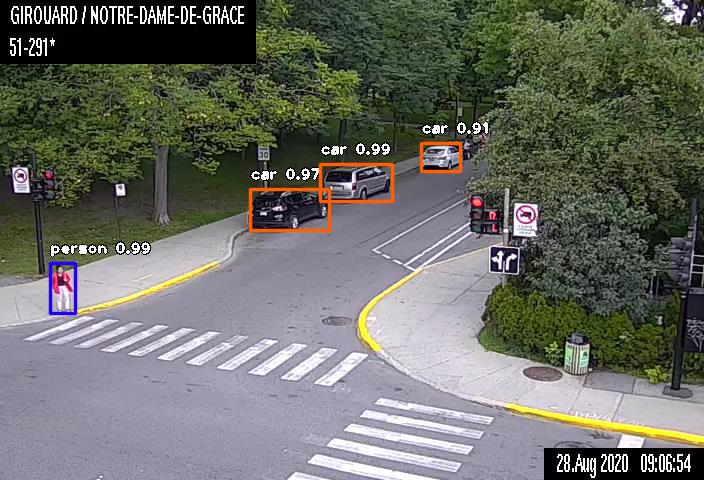 GIROUARD / NOTRE-DAME-DE-GRACE
51-291*
car 0.91
car 0.99
car 0.97
30
person 0.99
28.Aug 2020 09:06:54